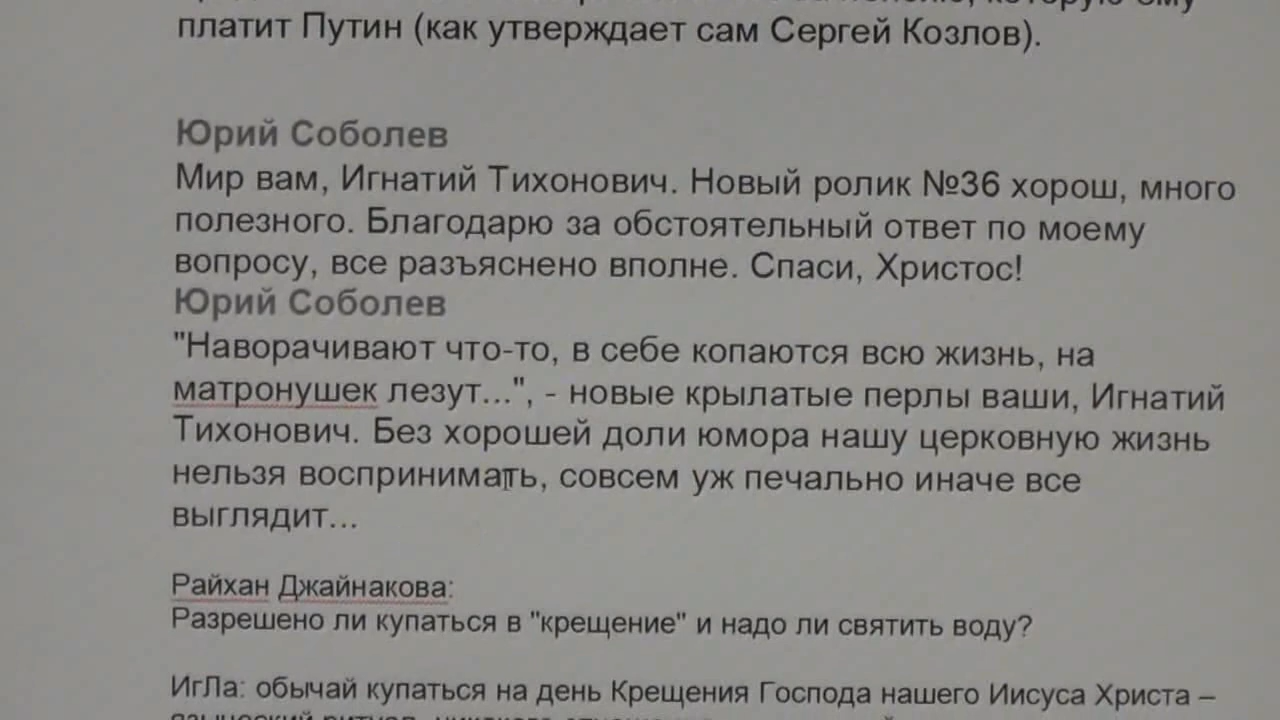 которую ему
платит Путин (как утверждает сам Сергей Козлов).
Юрий Соболев
Мир вам, Игнатий Тихонович. Новый ролик №36 хорош, много
полезного. Благодарю за обстоятельный ответ по моему
вопросу, все разъяснено вполне. Спаси, Христос!
Юрий Соболев
"Наворачивают что-то, в себе копаются всю жизнь, на
матронушек лезут...", - новые крылатые перлы ваши, Игнатий
Тихонович. Без хорошей доли юмора нашу церковную жизнь
нельзя воспринимать, совсем уж печально иначе все
выглядит...
Райхан Джайнакова:
Разрешено ли купаться в "крещение" и надо ли святить воду?
ИгЛа: обычай купаться на день Крещения Господа нашего Иисуса Христа –
языческий ритуал